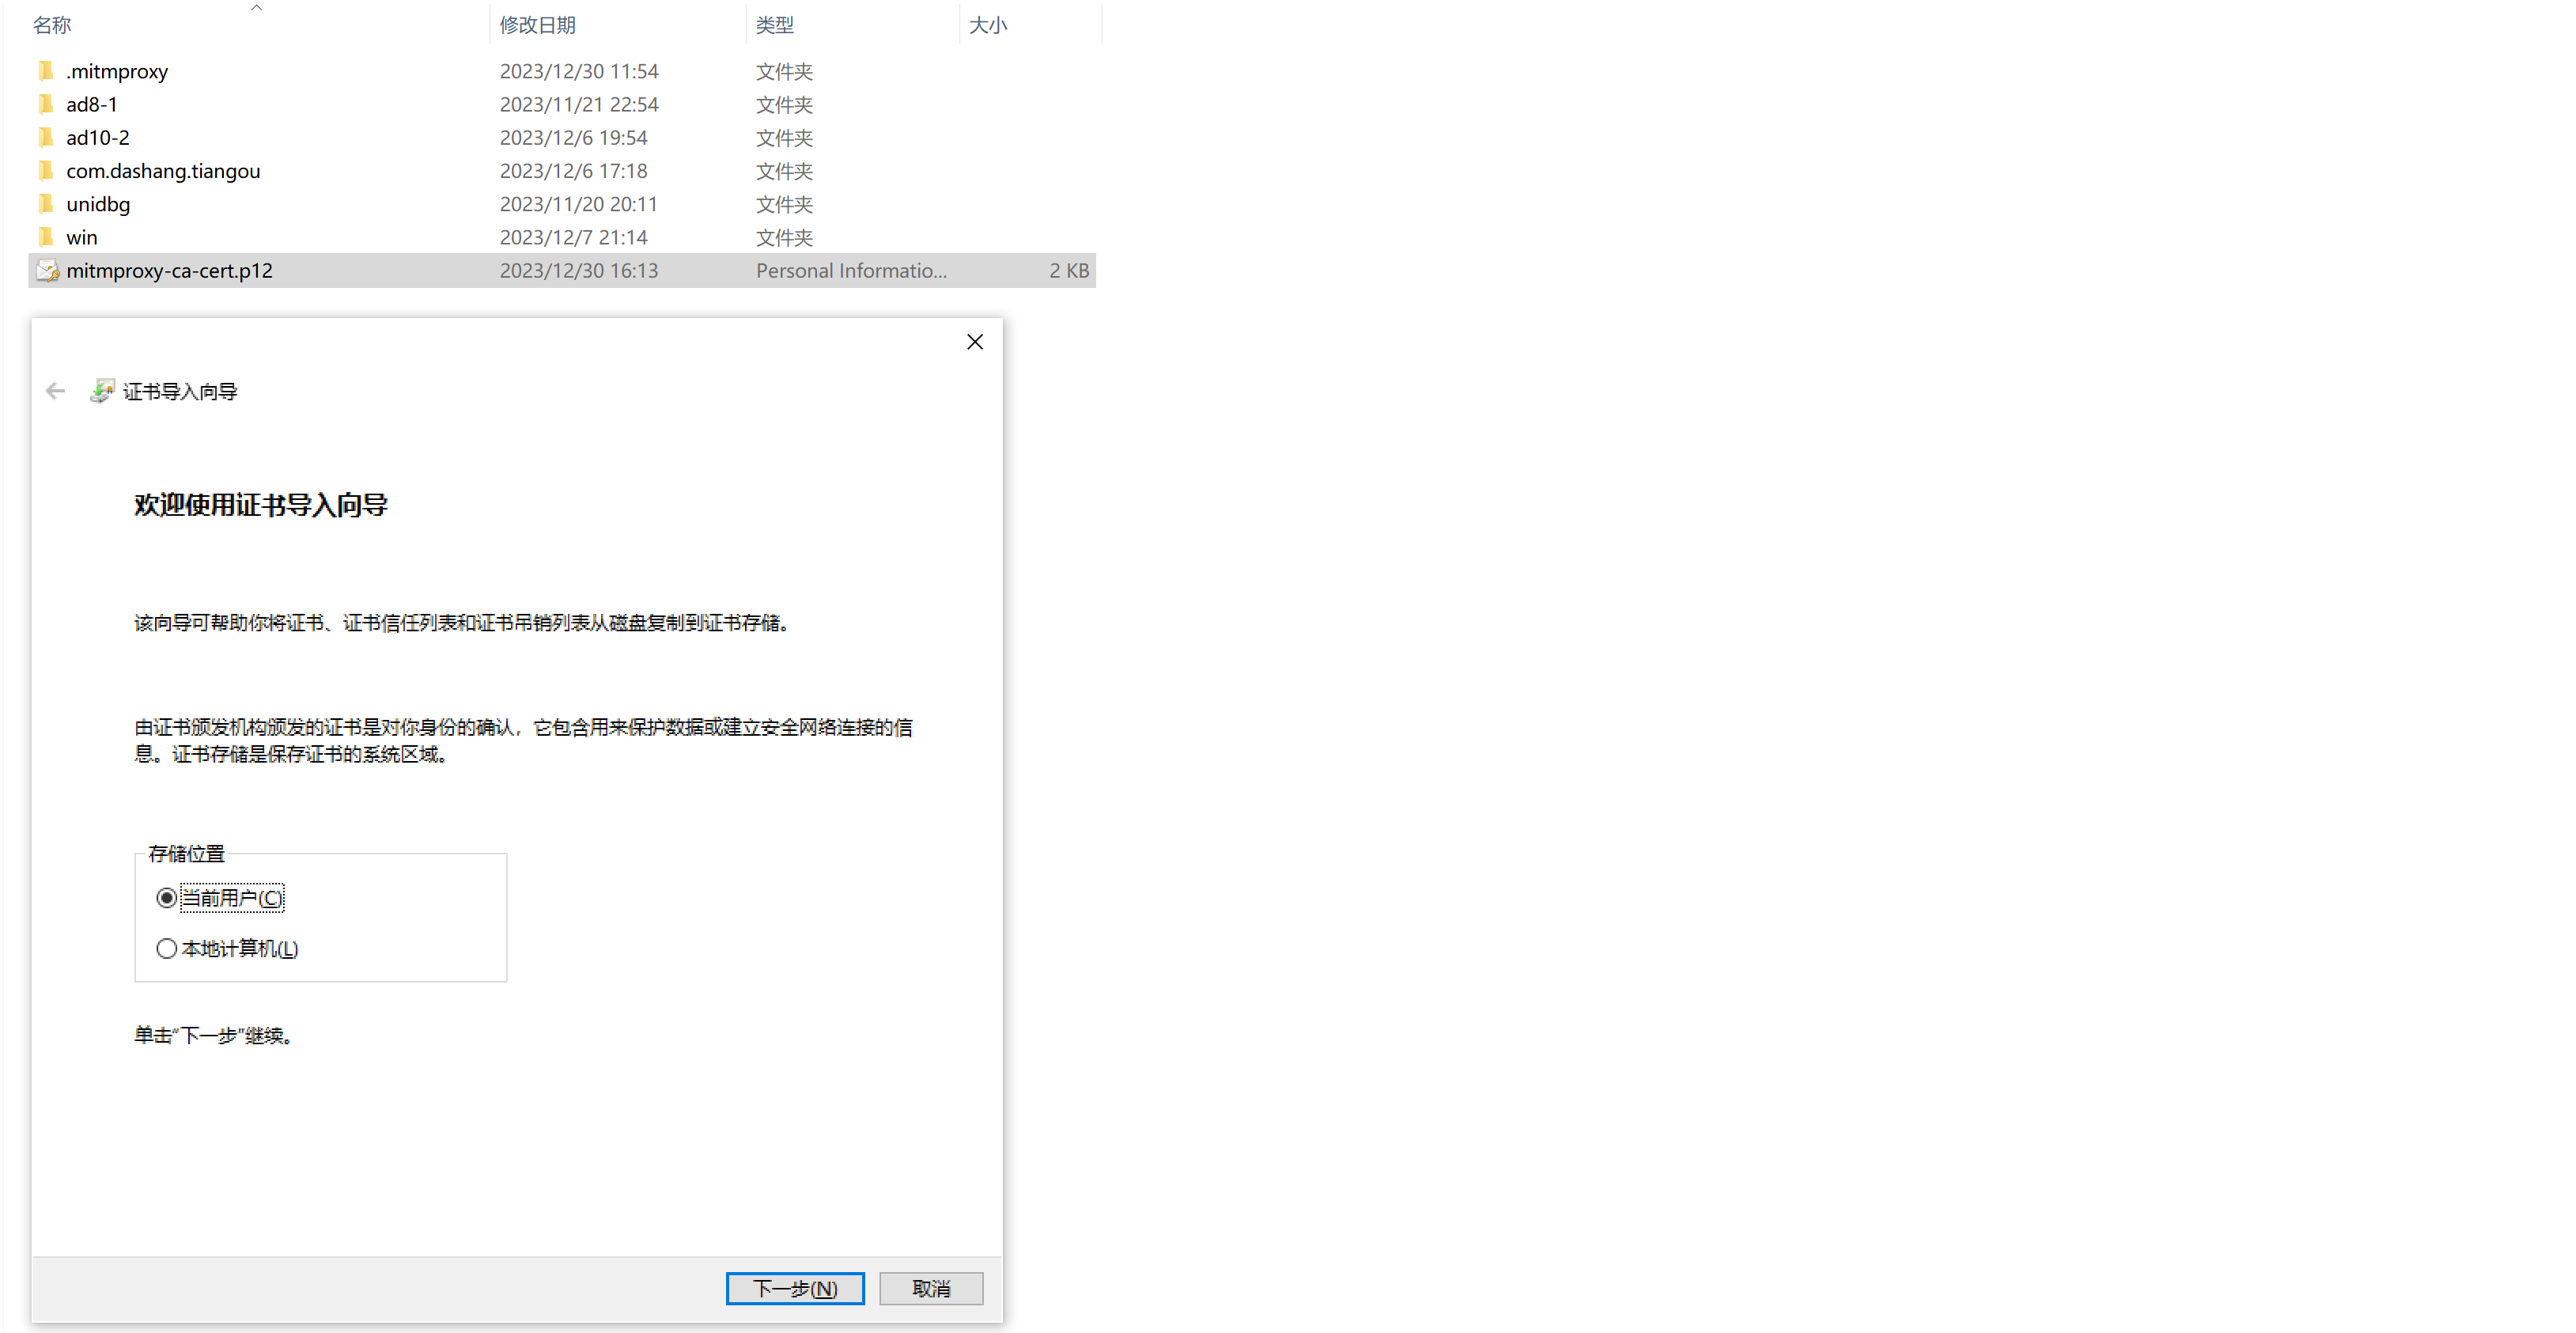 名称 修改日期 类型 大小
.mitmproxy 2023/12/30 11:54 文件夹
ad8-1 2023/11/21 22:54 文件夹
ad10-2 2023/12/6 19:54 文件夹
com.dashang.tiangou 2023/12/6 17:18 文件夹
unidbg 2023/11/20 20:11 文件夹
win 2023/12/7 21:14 文件夹
mitmproxy-ca-cert.p12 2023/12/30 16:13 Personal Informatio... 2 KB
证书导入向导
欢迎使用证书导入向导
该向导可帮助你将证书、证书信任列表和证书吊销列表从磁盘复制到证书存储。
由证书颁发机构颁发的证书是对你身份的确认，它包含用来保护数据或建立安全网络连接的信
息。证书存储是保存证书的系统区域。
存储位置
当前用户(C)
本地计算机(L)
单击“下一步”继续。
下一步(N) 取消